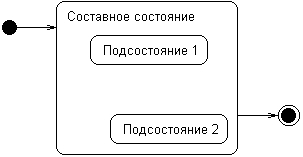 Составное состояние
Подсостояние 1
Подсостояние 2